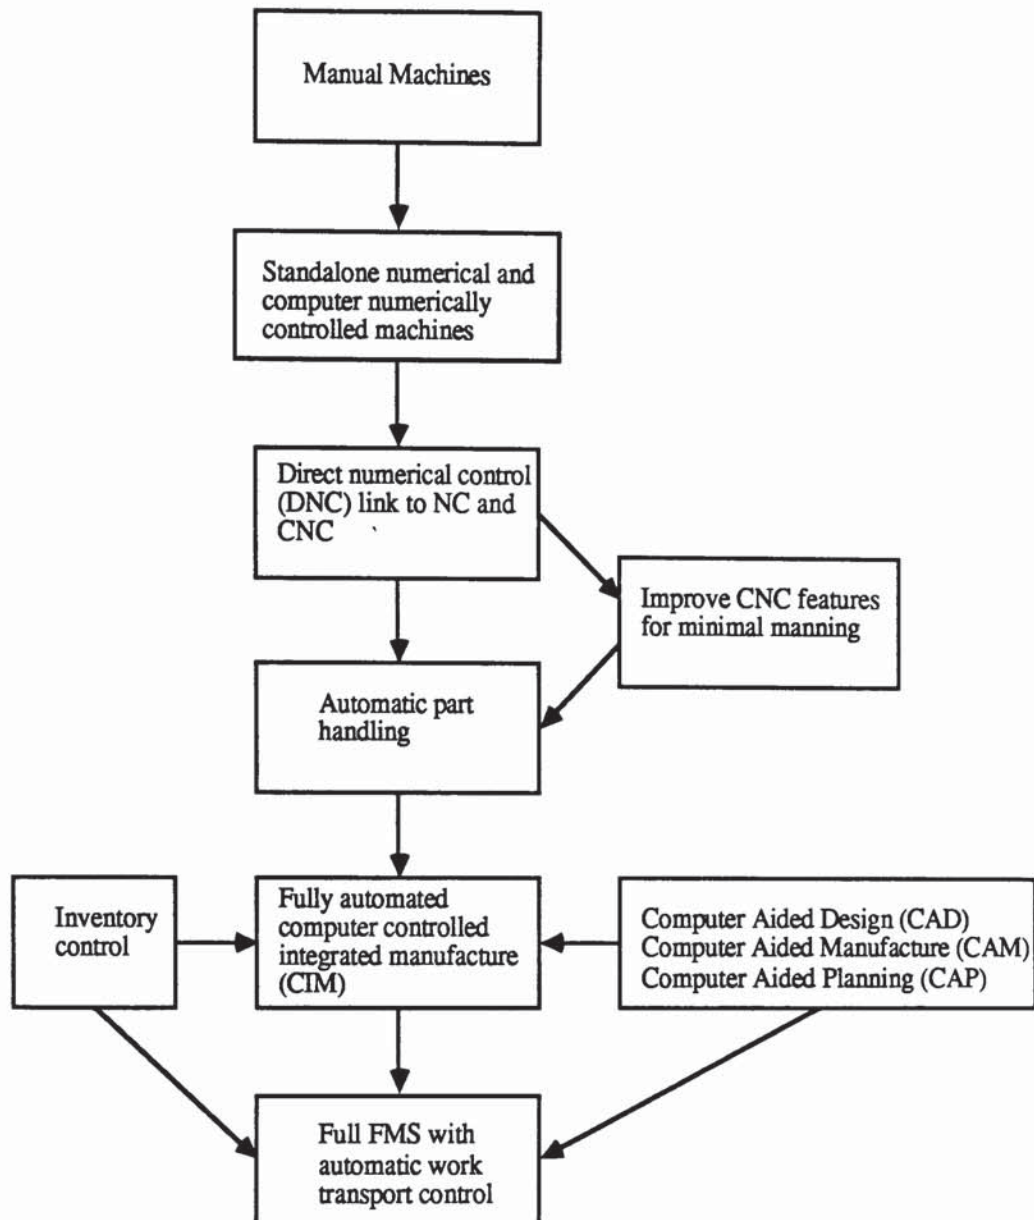 Manual Machines
Standalone numerical and
computer numerically
controlled machines
Direct numerical control
(DNC) link to NC and
CNC
Improve CNC features
for minimal manning
Automatic part
handling
Inventory
control
Fully automated
computer controlled
integrated manufacture
(CIM)
Computer Aided Design (CAD)
Computer Aided Manufacture (CAM)
Computer Aided Planning (CAP)
Full FMS with
automatic work
transport control